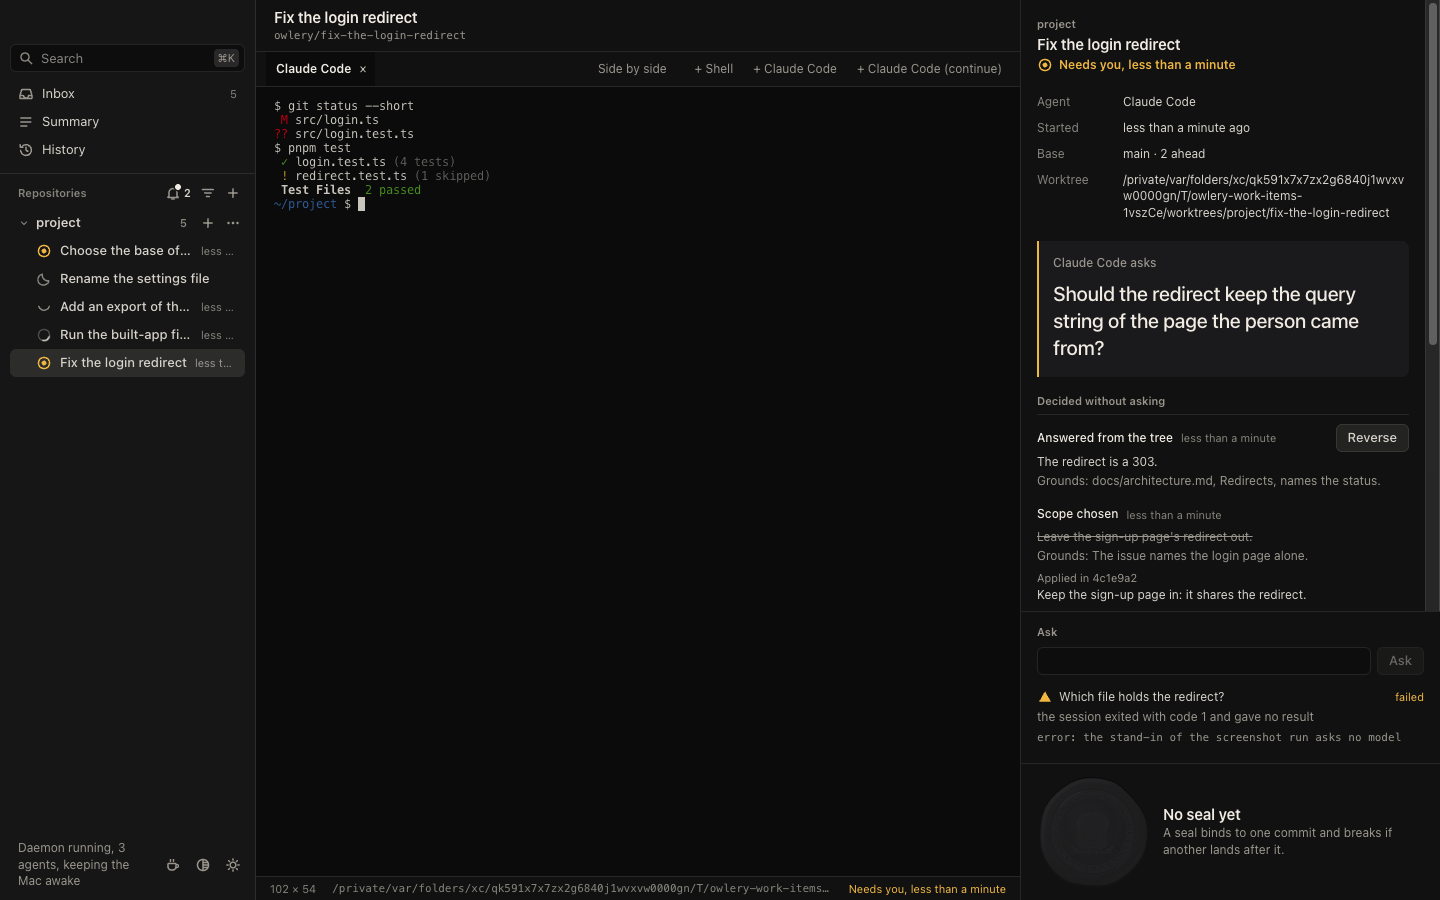 Search ⌘K
Inbox 5
Summary
History
Repositories 2
project 5
Choose the base of... less ...
Rename the settings file
Add an export of th... less ...
Run the built-app fi... less ...
Fix the login redirect less t...
Daemon running, 3
agents, keeping the
Mac awake
Fix the login redirect
owlery/fix-the-login-redirect
Claude Code x
Side by side + Shell + Claude Code + Claude Code (continue)
$ git status --short
M src/login.ts
?? src/login.test.ts
$ pnpm test
✓ login.test.ts (4 tests)
! redirect.test.ts (1 skipped)
Test Files 2 passed
~/project $
102 × 54 /private/var/folders/xc/qk591x7x7zx2g6840j1wvxvw0000gn/T/owlery-work-items… Needs you, less than a minute
project
Fix the login redirect
Needs you, less than a minute
Agent Claude Code
Started less than a minute ago
Base main · 2 ahead
Worktree /private/var/folders/xc/qk591x7x7zx2g6840j1wvxv
w0000gn/T/owlery-work-items-
1vszCe/worktrees/project/fix-the-login-redirect
Claude Code asks
Should the redirect keep the query
string of the page the person came
from?
Decided without asking
Answered from the tree less than a minute Reverse
The redirect is a 303.
Grounds: docs/architecture.md, Redirects, names the status.
Scope chosen less than a minute
Leave the sign-up page's redirect out.
Grounds: The issue names the login page alone.
Applied in 4c1e9a2
Keep the sign-up page in: it shares the redirect.
Ask
Ask
Which file holds the redirect? failed
the session exited with code 1 and gave no result
error: the stand-in of the screenshot run asks no model
No seal yet
A seal binds to one commit and breaks if
another lands after it.